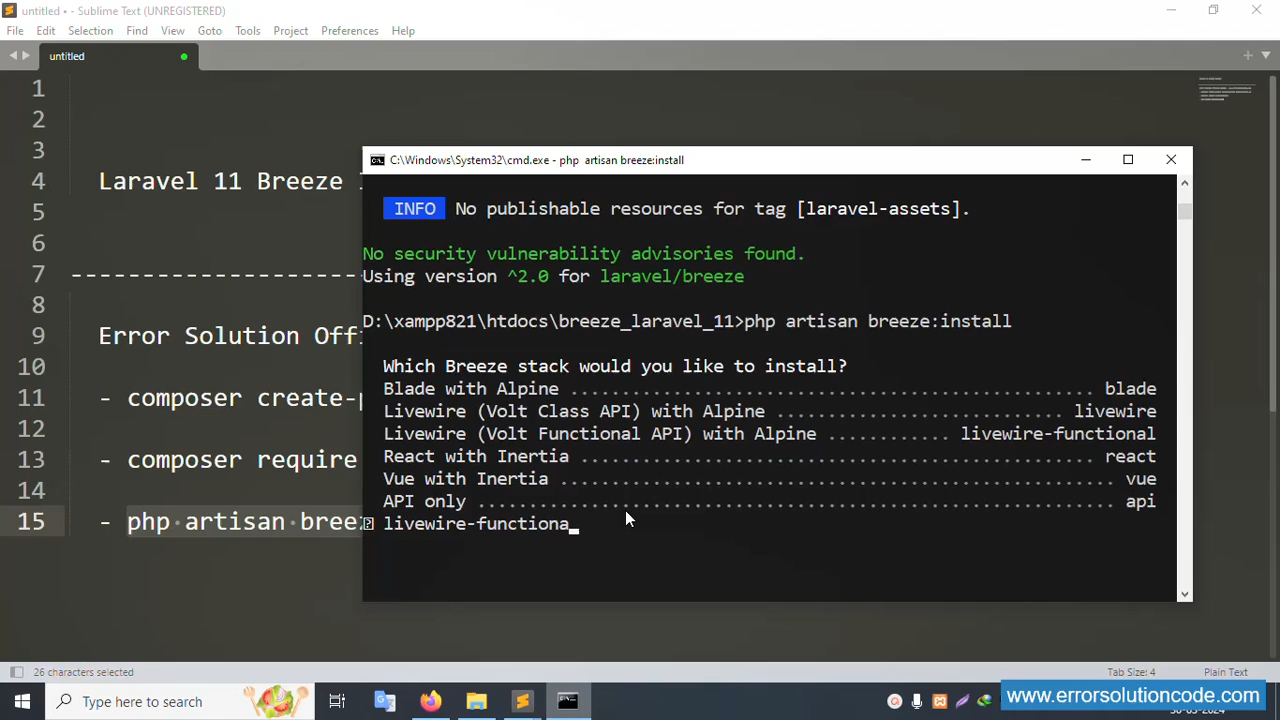 untitled • - Sublime Text (UNREGISTERED)
File Edit Selection Find View Goto Tools Project Preferences Help
untitled
1
2
3
4 Laravel 11 Breeze
5
6
7 --------------------
8
9 Error Solution Offi
10
11 - composer create-p
12
13 - composer require
14
15 - php·artisan·breez
C:\Windows\System32\cmd.exe - php artisan breeze:install
INFO No publishable resources for tag [laravel-assets].
No security vulnerability advisories found.
Using version ^2.0 for laravel/breeze
D:\xampp821\htdocs\breeze_laravel_11>php artisan breeze:install
Which Breeze stack would you like to install?
Blade with Alpine .................................................. blade
Livewire (Volt Class API) with Alpine ............................ livewire
Livewire (Volt Functional API) with Alpine ............ livewire-functional
React with Inertia ................................................. react
Vue with Inertia ..................................................... vue
API only ............................................................. api
livewire-functiona_
26 characters selected
Tab Size: 4 Plain Text
Type here to search
www.errorsolutioncode.com